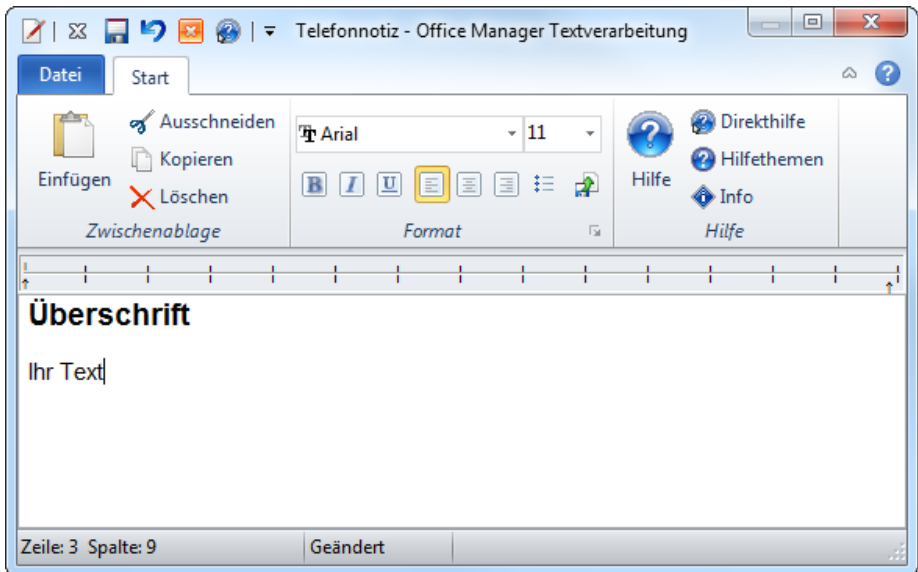 Telefonnotiz - Office Manager Textverarbeitung
Datei Start
Einfügen
Ausschneiden
Kopieren
Löschen
Zwischenablage
Arial 11
B I U
Format
Hilfe
Direkthilfe
Hilfethemen
Info
Hilfe
Überschrift
Ihr Text
Zeile: 3 Spalte: 9 Geändert